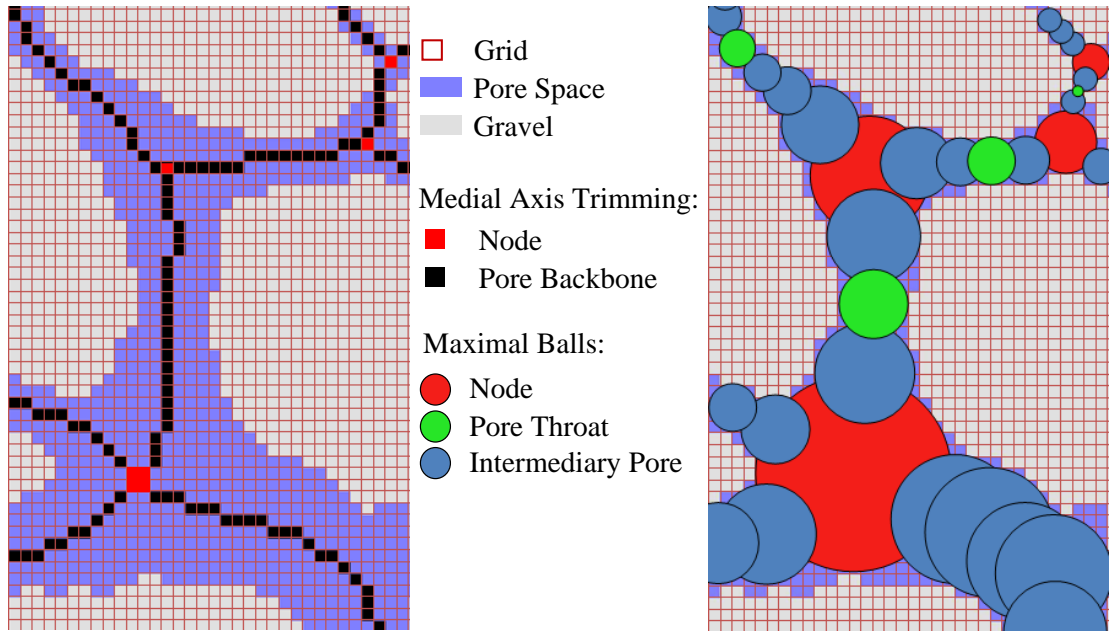 Grid
Pore Space
Gravel
Medial Axis Trimming:
Node
Pore Backbone
Maximal Balls:
Node
Pore Throat
Intermediary Pore